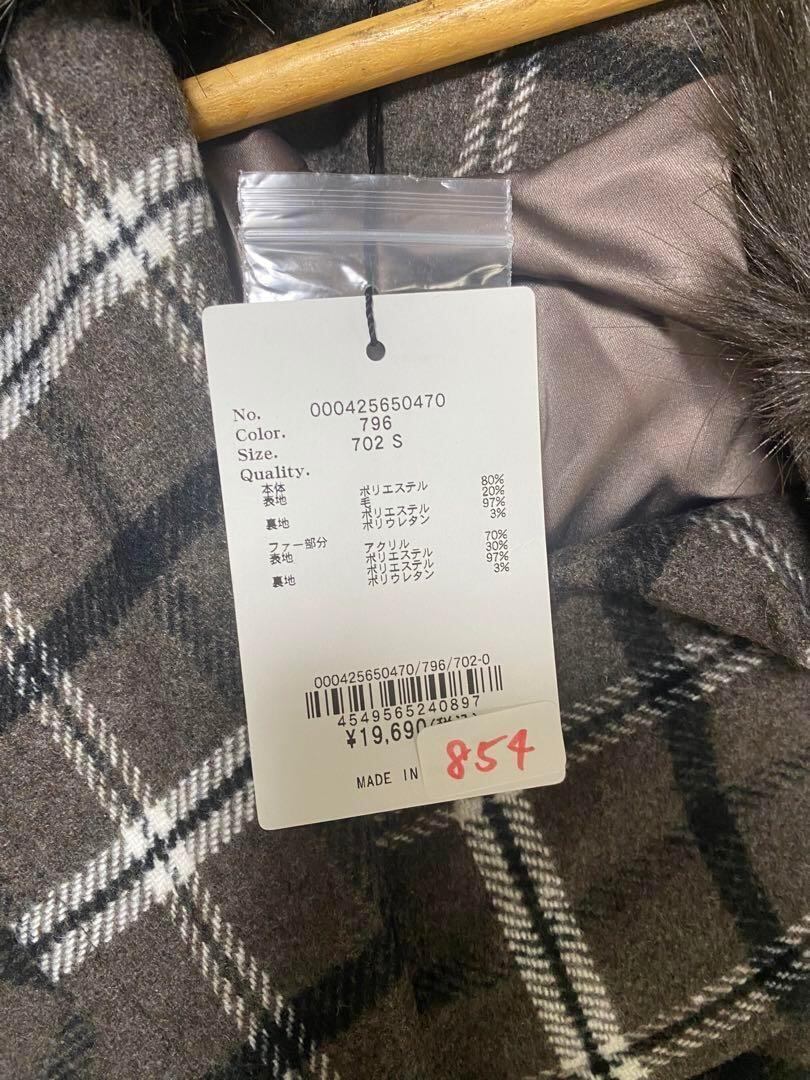 No. 000425650470
Color. 796
Size. 702 S
Quality.
本体
表地 ポリエステル 80%
毛 20%
裏地 ポリエステル 97%
ポリウレタン 3%
ファー部分
表地 アクリル 70%
ポリエステル 30%
裏地 ポリエステル 97%
ポリウレタン 3%
000425650470/796/702-0
4549565240897
¥19,690
854
MADE IN